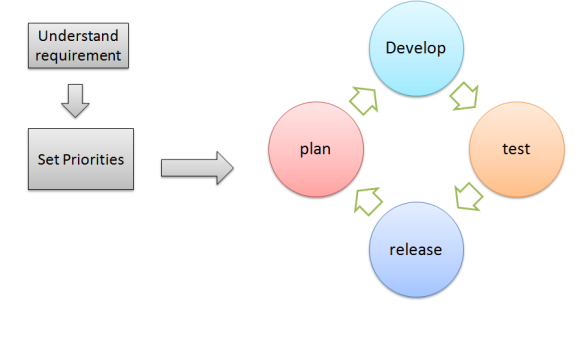 Understand
requirement
Set Priorities
Develop
plan
test
release